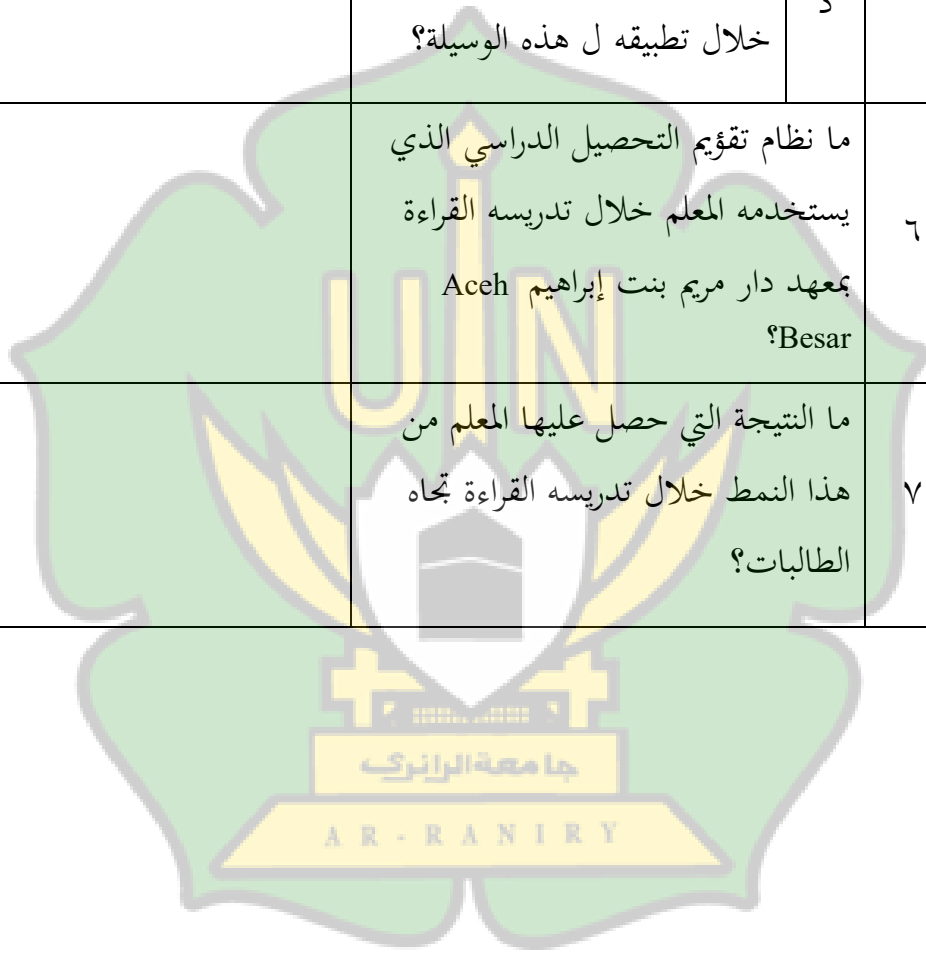 خلال تطبيقه ل هذه الوسيلة؟
٦
ما نظام تقؤيم التحصيل الدراسي الذي
يستخدمه المعلم خلال تدريسه القراءة
بمعهد دار مريم بنت إبراهيم Aceh
Besar؟
٧
ما النتيجة التي حصل عليها المعلم من
هذا النمط خلال تدريسه القراءة تجاه
الطالبات؟
UIN
جامعة الرانري
AR-RANIRY